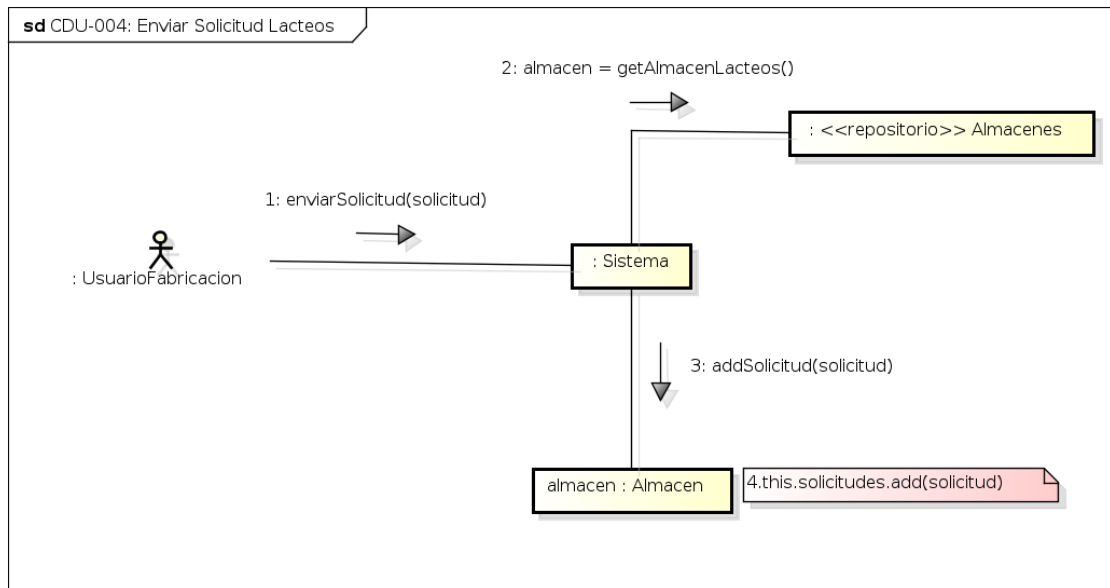 sd CDU-004: Enviar Solicitud Lacteos
2: almacen = getAlmacenLacteos()
: <<repositorio>> Almacenes
1: enviarSolicitud(solicitud)
: UsuarioFabricacion
: Sistema
3: addSolicitud(solicitud)
almacen : Almacen
4.this.solicitudes.add(solicitud)